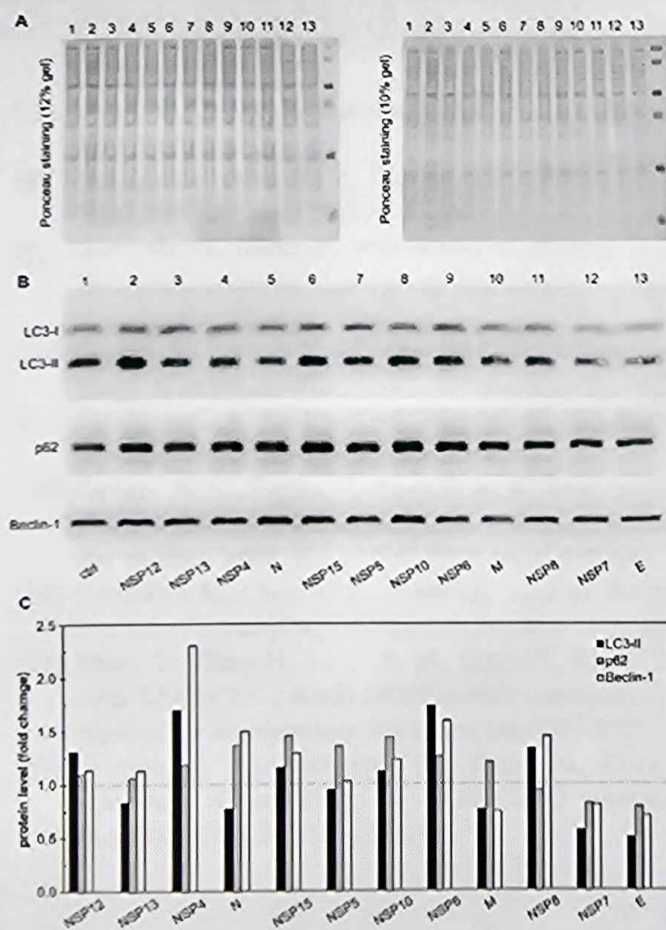 A
1 2 3 4 5 6 7 8 9 10 11 12 13
Ponceau staining (12% gel)
1 2 3 4 5 6 7 8 9 10 11 12 13
Ponceau staining (10% gel)
B
1 2 3 4 5 6 7 8 9 10 11 12 13
LC3-I
LC3-II
p62
Beclin-1
ctrl NSP12 NSP13 NSP4 N NSP15 NSP5 NSP10 NSP6 M NSP8 NSP7 E
C
protein level (fold change)
2.5
2.0
1.5
1.0
0.5
0.0
LC3-II
p62
Beclin-1
NSP12 NSP13 NSP4 N NSP15 NSP5 NSP10 NSP6 M NSP8 NSP7 E